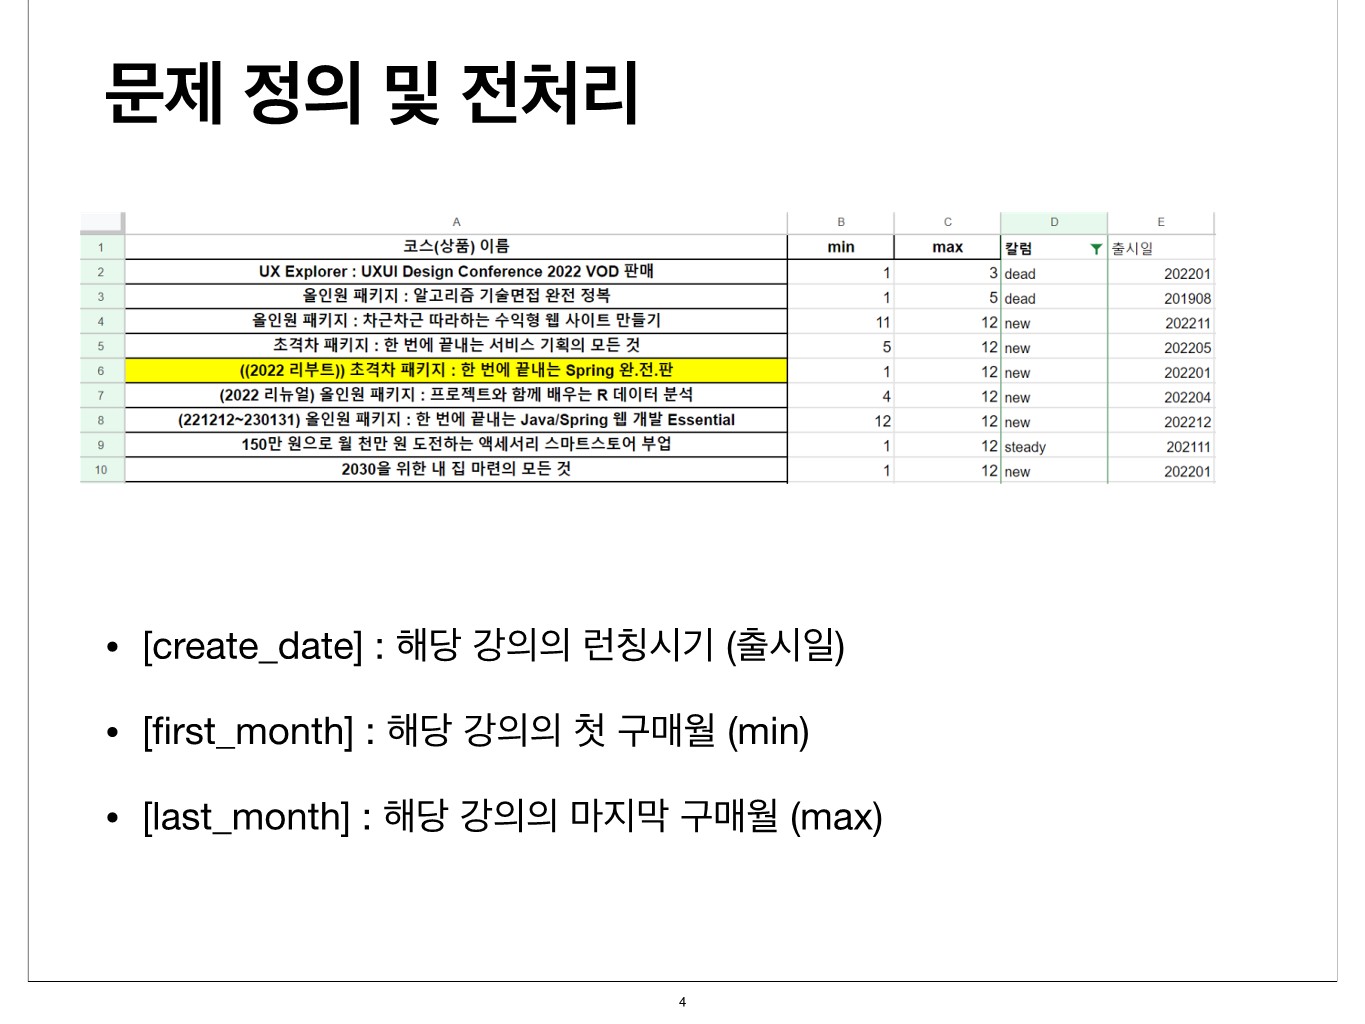 문제 정의 및 전처리
A B C D E
1 코스(상품) 이름 min max 칼럼 출시일
2 UX Explorer : UXUI Design Conference 2022 VOD 판매 1 3 dead 202201
3 올인원 패키지 : 알고리즘 기술면접 완전 정복 1 5 dead 201908
4 올인원 패키지 : 차근차근 따라하는 수익형 웹 사이트 만들기 11 12 new 202211
5 초격차 패키지 : 한 번에 끝내는 서비스 기획의 모든 것 5 12 new 202205
6 ((2022 리부트)) 초격차 패키지 : 한 번에 끝내는 Spring 완.전.판 1 12 new 202201
7 (2022 리뉴얼) 올인원 패키지 : 프로젝트와 함께 배우는 R 데이터 분석 4 12 new 202204
8 (221212~230131) 올인원 패키지 : 한 번에 끝내는 Java/Spring 웹 개발 Essential 12 12 new 202212
9 150만 원으로 월 천만 원 도전하는 액세서리 스마트스토어 부업 1 12 steady 202111
10 2030을 위한 내 집 마련의 모든 것 1 12 new 202201
• [create_date] : 해당 강의의 런칭시기 (출시일)
• [first_month] : 해당 강의의 첫 구매월 (min)
• [last_month] : 해당 강의의 마지막 구매월 (max)
4